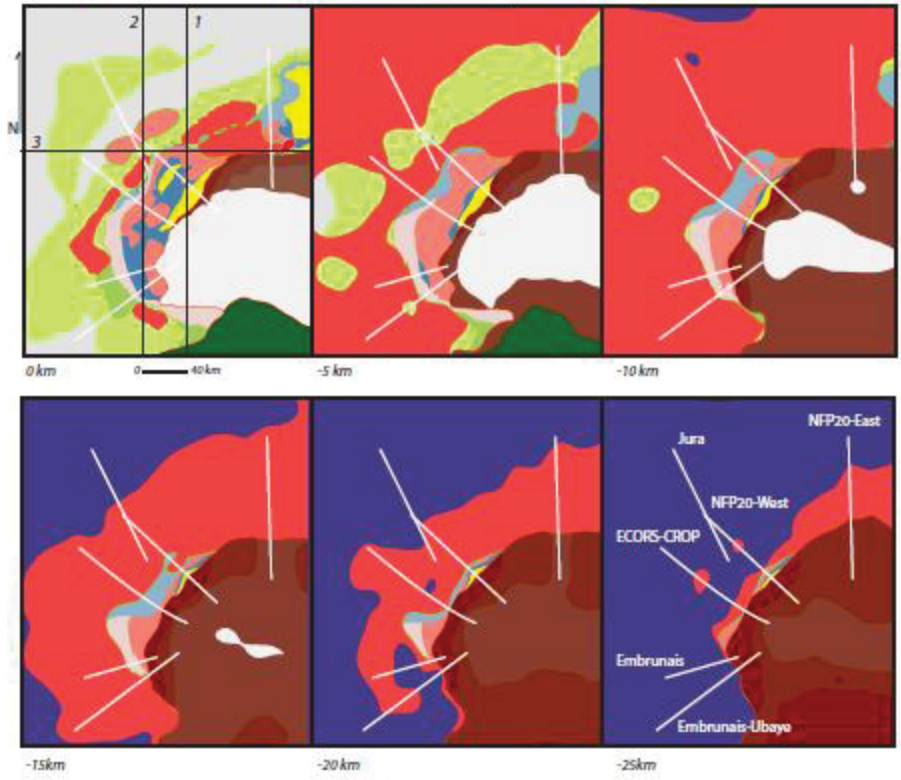 2
1
3
0 km
0
40 km
-5 km
-10 km
NFP20-East
Jura
NFP20-West
ECORS-CROP
Embrunais
Embrunais-Ubaye
-15km
-20 km
-25km